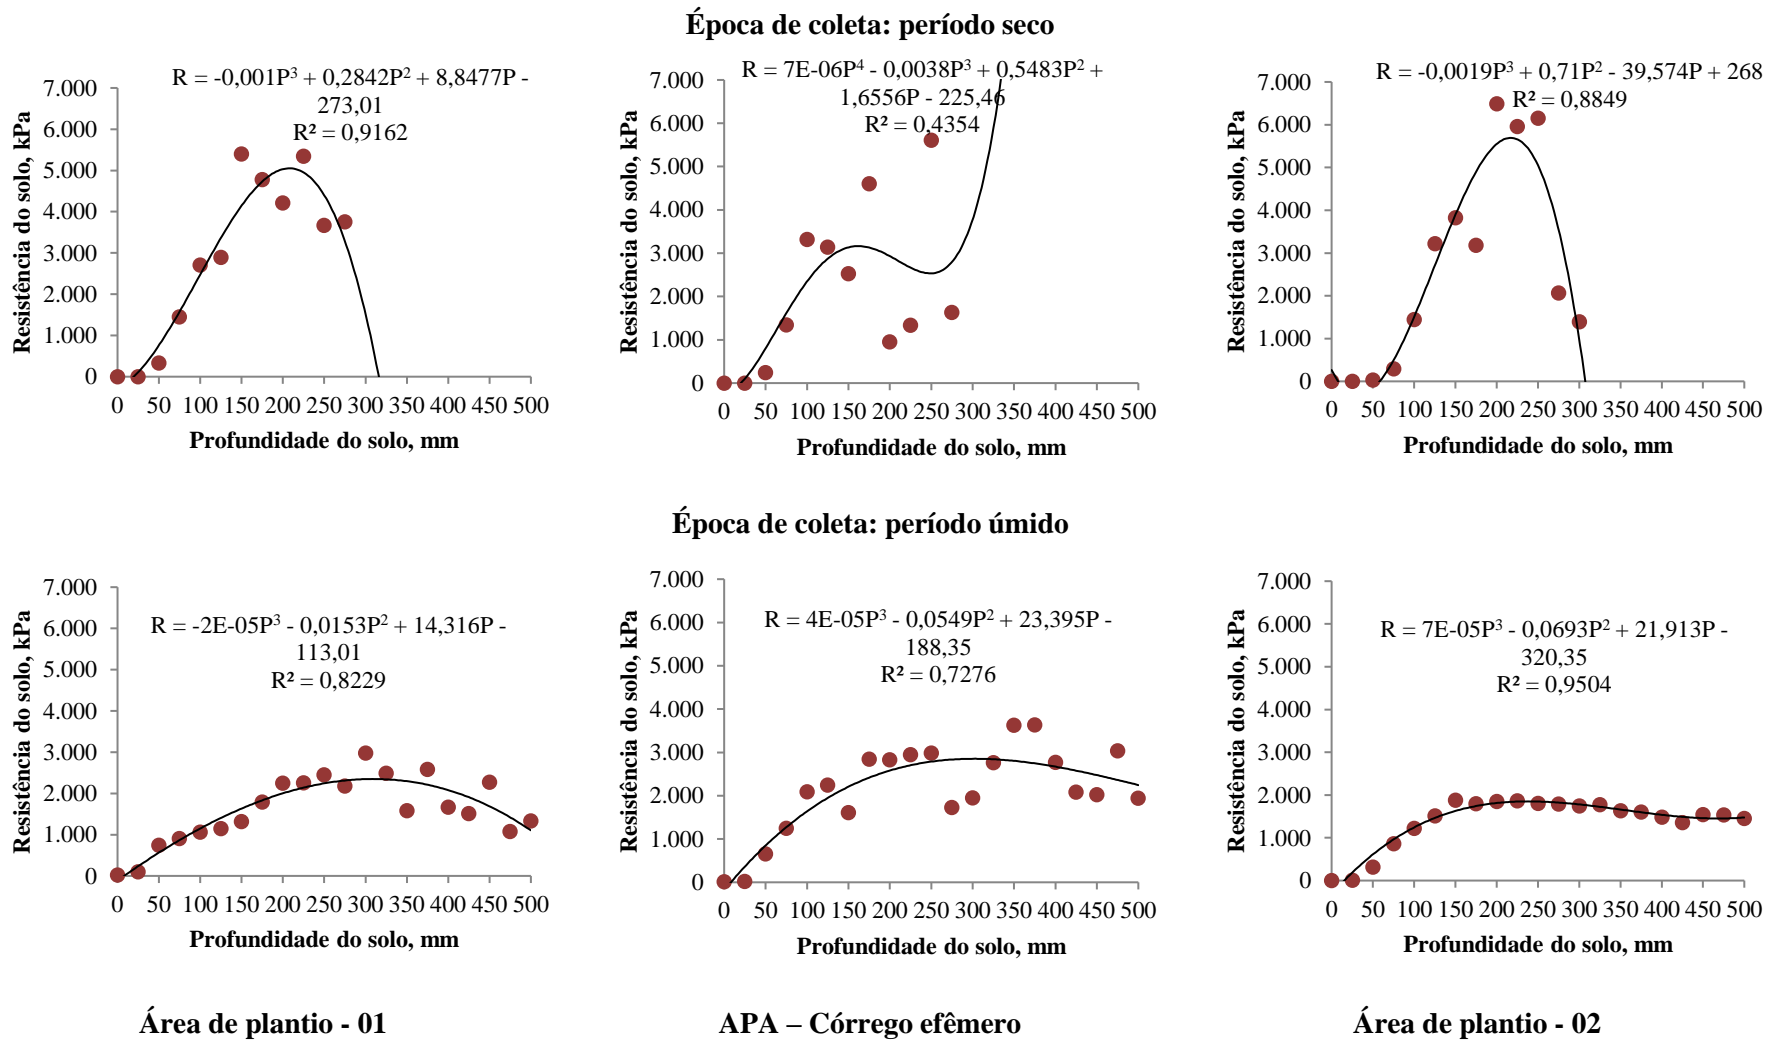 Época de coleta: período seco
R = -0,001P³ + 0,2842P² + 8,8477P -
273,01
R² = 0,9162
Resistência do solo, kPa
7.000
6.000
5.000
4.000
3.000
2.000
1.000
0
0 50 100 150 200 250 300 350 400 450 500
Profundidade do solo, mm
R = 7E-06P⁴ - 0,0038P³ + 0,5483P² +
1,6556P - 225,46
R² = 0,4354
Resistência do solo, kPa
7.000
6.000
5.000
4.000
3.000
2.000
1.000
0
0 50 100 150 200 250 300 350 400 450 500
Profundidade do solo, mm
R = -0,0019P³ + 0,71P² - 39,574P + 268
R² = 0,8849
Resistência do solo, kPa
7.000
6.000
5.000
4.000
3.000
2.000
1.000
0
0 50 100 150 200 250 300 350 400 450 500
Profundidade do solo, mm
Época de coleta: período úmido
R = -2E-05P³ - 0,0153P² + 14,316P -
113,01
R² = 0,8229
Resistência do solo, kPa
7.000
6.000
5.000
4.000
3.000
2.000
1.000
0
0 50 100 150 200 250 300 350 400 450 500
Profundidade do solo, mm
R = 4E-05P³ - 0,0549P² + 23,395P -
188,35
R² = 0,7276
Resistência do solo, kPa
7.000
6.000
5.000
4.000
3.000
2.000
1.000
0
0 50 100 150 200 250 300 350 400 450 500
Profundidade do solo, mm
R = 7E-05P³ - 0,0693P² + 21,913P -
320,35
R² = 0,9504
Resistência do solo, kPa
7.000
6.000
5.000
4.000
3.000
2.000
1.000
0
0 50 100 150 200 250 300 350 400 450 500
Profundidade do solo, mm
Área de plantio - 01
APA – Córrego efêmero
Área de plantio - 02